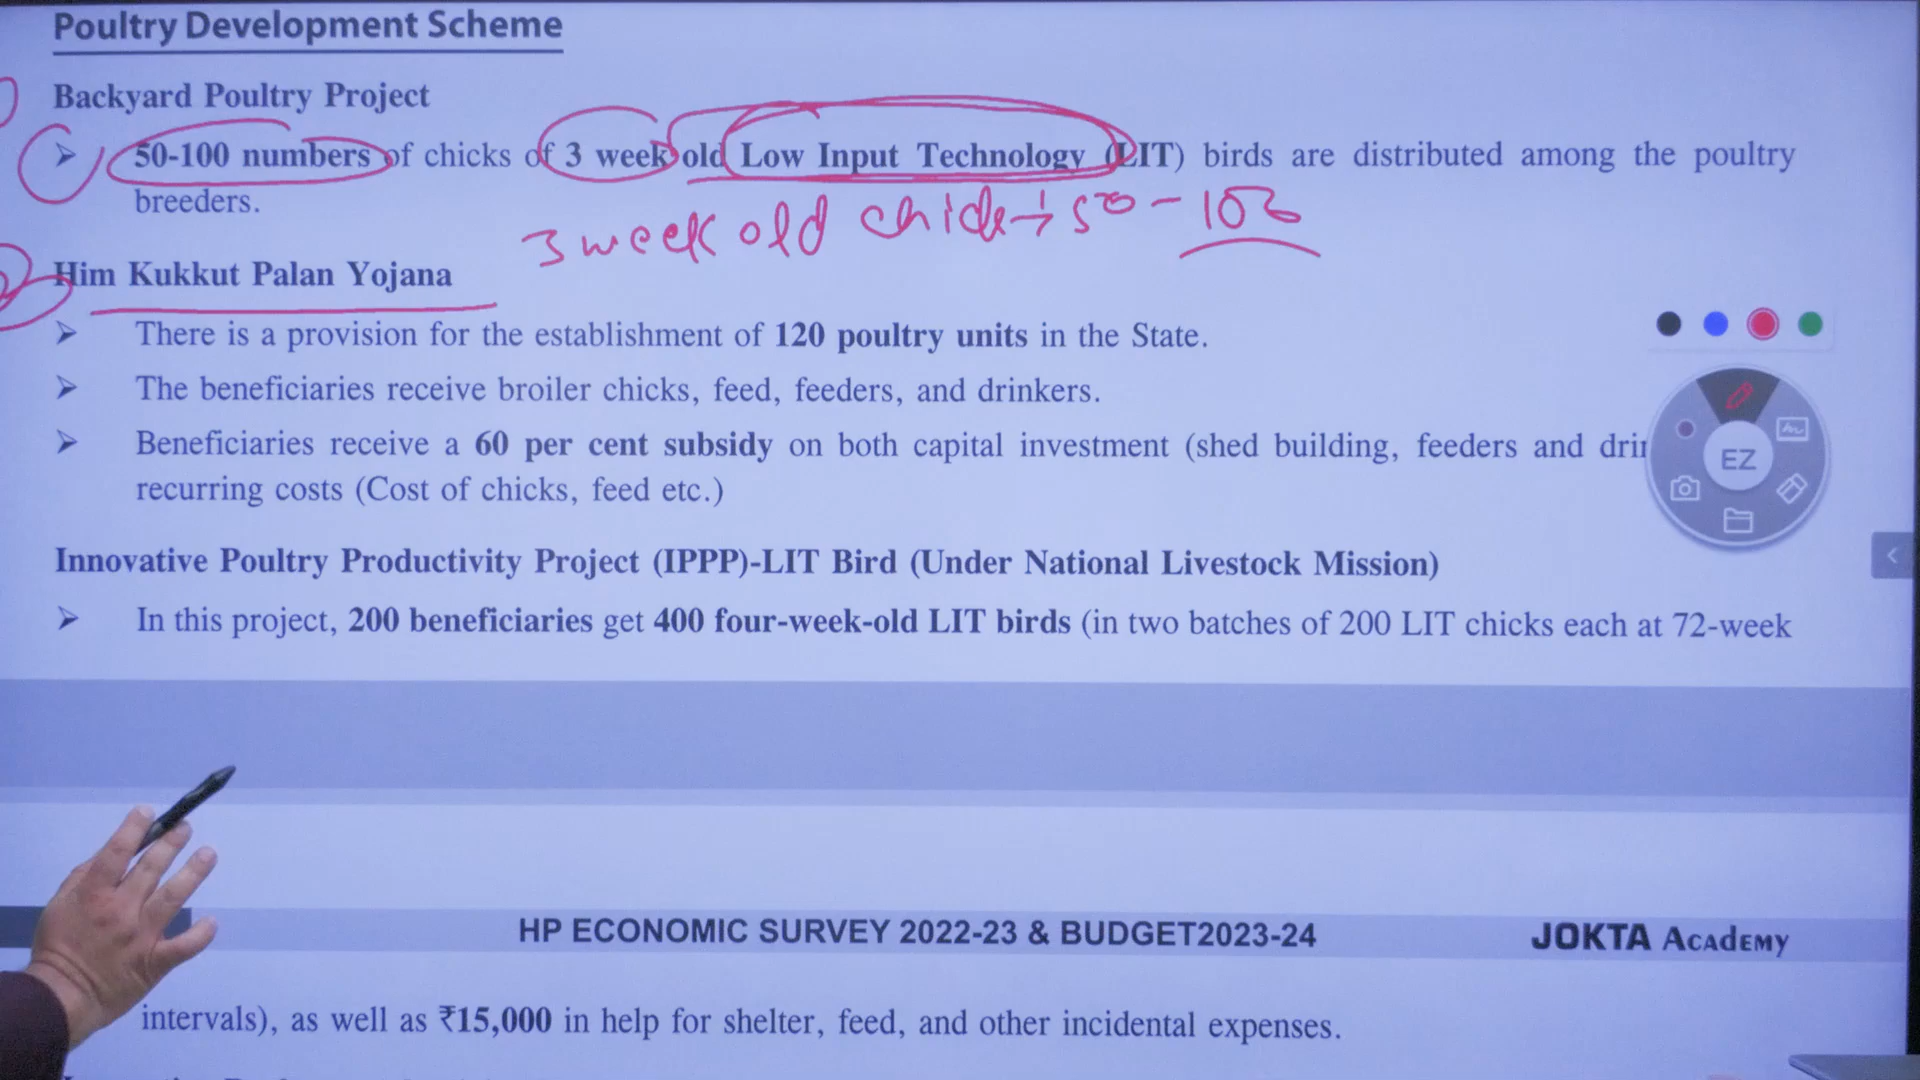 Poultry Development Scheme
Backyard Poultry Project
➢ 50-100 numbers of chicks of 3 week old Low Input Technology (LIT) birds are distributed among the poultry
breeders.
3 week old chick → 50 - 100
Him Kukkut Palan Yojana
➢ There is a provision for the establishment of 120 poultry units in the State.
➢ The beneficiaries receive broiler chicks, feed, feeders, and drinkers.
➢ Beneficiaries receive a 60 per cent subsidy on both capital investment (shed building, feeders and
recurring costs (Cost of chicks, feed etc.)
EZ
Innovative Poultry Productivity Project (IPPP)-LIT Bird (Under National Livestock Mission)
➢ In this project, 200 beneficiaries get 400 four-week-old LIT birds (in two batches of 200 LIT chicks each at 72-week
HP ECONOMIC SURVEY 2022-23 & BUDGET2023-24
JOKTA ACADEMY
intervals), as well as ₹15,000 in help for shelter, feed, and other incidental expenses.